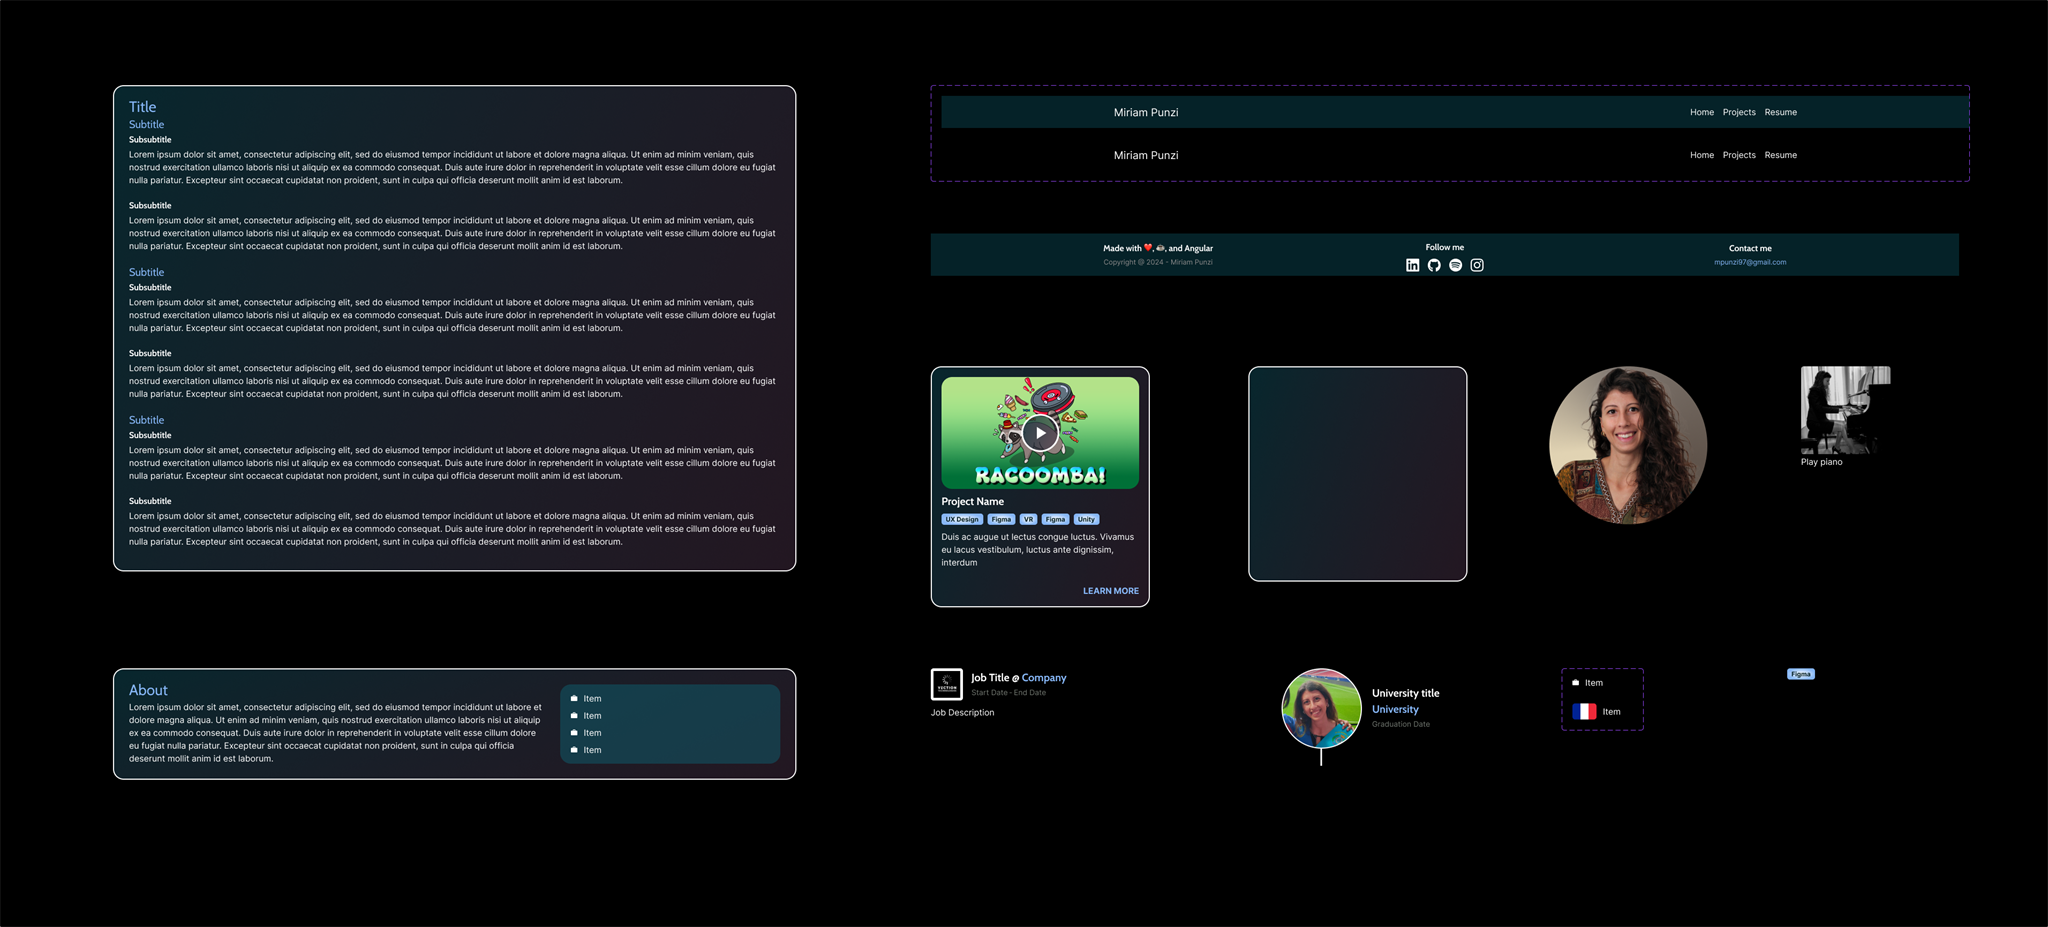 Title
Subtitle
Subsubtitle
Lorem ipsum dolor sit amet, consectetur adipiscing elit, sed do eiusmod tempor incididunt ut labore et dolore magna aliqua. Ut enim ad minim veniam, quis
nostrud exercitation ullamco laboris nisi ut aliquip ex ea commodo consequat. Duis aute irure dolor in reprehenderit in voluptate velit esse cillum dolore eu fugiat
nulla pariatur. Excepteur sint occaecat cupidatat non proident, sunt in culpa qui officia deserunt mollit anim id est laborum.
Subsubtitle
Lorem ipsum dolor sit amet, consectetur adipiscing elit, sed do eiusmod tempor incididunt ut labore et dolore magna aliqua. Ut enim ad minim veniam, quis
nostrud exercitation ullamco laboris nisi ut aliquip ex ea commodo consequat. Duis aute irure dolor in reprehenderit in voluptate velit esse cillum dolore eu fugiat
nulla pariatur. Excepteur sint occaecat cupidatat non proident, sunt in culpa qui officia deserunt mollit anim id est laborum.
Subtitle
Subsubtitle
Lorem ipsum dolor sit amet, consectetur adipiscing elit, sed do eiusmod tempor incididunt ut labore et dolore magna aliqua. Ut enim ad minim veniam, quis
nostrud exercitation ullamco laboris nisi ut aliquip ex ea commodo consequat. Duis aute irure dolor in reprehenderit in voluptate velit esse cillum dolore eu fugiat
nulla pariatur. Excepteur sint occaecat cupidatat non proident, sunt in culpa qui officia deserunt mollit anim id est laborum.
Subsubtitle
Lorem ipsum dolor sit amet, consectetur adipiscing elit, sed do eiusmod tempor incididunt ut labore et dolore magna aliqua. Ut enim ad minim veniam, quis
nostrud exercitation ullamco laboris nisi ut aliquip ex ea commodo consequat. Duis aute irure dolor in reprehenderit in voluptate velit esse cillum dolore eu fugiat
nulla pariatur. Excepteur sint occaecat cupidatat non proident, sunt in culpa qui officia deserunt mollit anim id est laborum.
Subtitle
Subsubtitle
Lorem ipsum dolor sit amet, consectetur adipiscing elit, sed do eiusmod tempor incididunt ut labore et dolore magna aliqua. Ut enim ad minim veniam, quis
nostrud exercitation ullamco laboris nisi ut aliquip ex ea commodo consequat. Duis aute irure dolor in reprehenderit in voluptate velit esse cillum dolore eu fugiat
nulla pariatur. Excepteur sint occaecat cupidatat non proident, sunt in culpa qui officia deserunt mollit anim id est laborum.
Subsubtitle
Lorem ipsum dolor sit amet, consectetur adipiscing elit, sed do eiusmod tempor incididunt ut labore et dolore magna aliqua. Ut enim ad minim veniam, quis
nostrud exercitation ullamco laboris nisi ut aliquip ex ea commodo consequat. Duis aute irure dolor in reprehenderit in voluptate velit esse cillum dolore eu fugiat
nulla pariatur. Excepteur sint occaecat cupidatat non proident, sunt in culpa qui officia deserunt mollit anim id est laborum.
About
Lorem ipsum dolor sit amet, consectetur adipiscing elit, sed do eiusmod tempor incididunt ut labore et
dolore magna aliqua. Ut enim ad minim veniam, quis nostrud exercitation ullamco laboris nisi ut aliquip
ex ea commodo consequat. Duis aute irure dolor in reprehenderit in voluptate velit esse cillum dolore
eu fugiat nulla pariatur. Excepteur sint occaecat cupidatat non proident, sunt in culpa qui officia
deserunt mollit anim id est laborum.
Item
Item
Item
Item
Miriam Punzi
Home Projects Resume
Miriam Punzi
Home Projects Resume
Made with ❤️, ☕, and Angular
Copyright @ 2024 - Miriam Punzi
Follow me
Contact me
mpunzi97@gmail.com
RACOOMBA!
Project Name
UX Design Figma VR Figma Unity
Duis ac augue ut lectus congue luctus. Vivamus
eu lacus vestibulum, luctus ante dignissim,
interdum
LEARN MORE
Play piano
Job Title @ Company
Start Date - End Date
Job Description
University title
University
Graduation Date
Item
Item
Figma